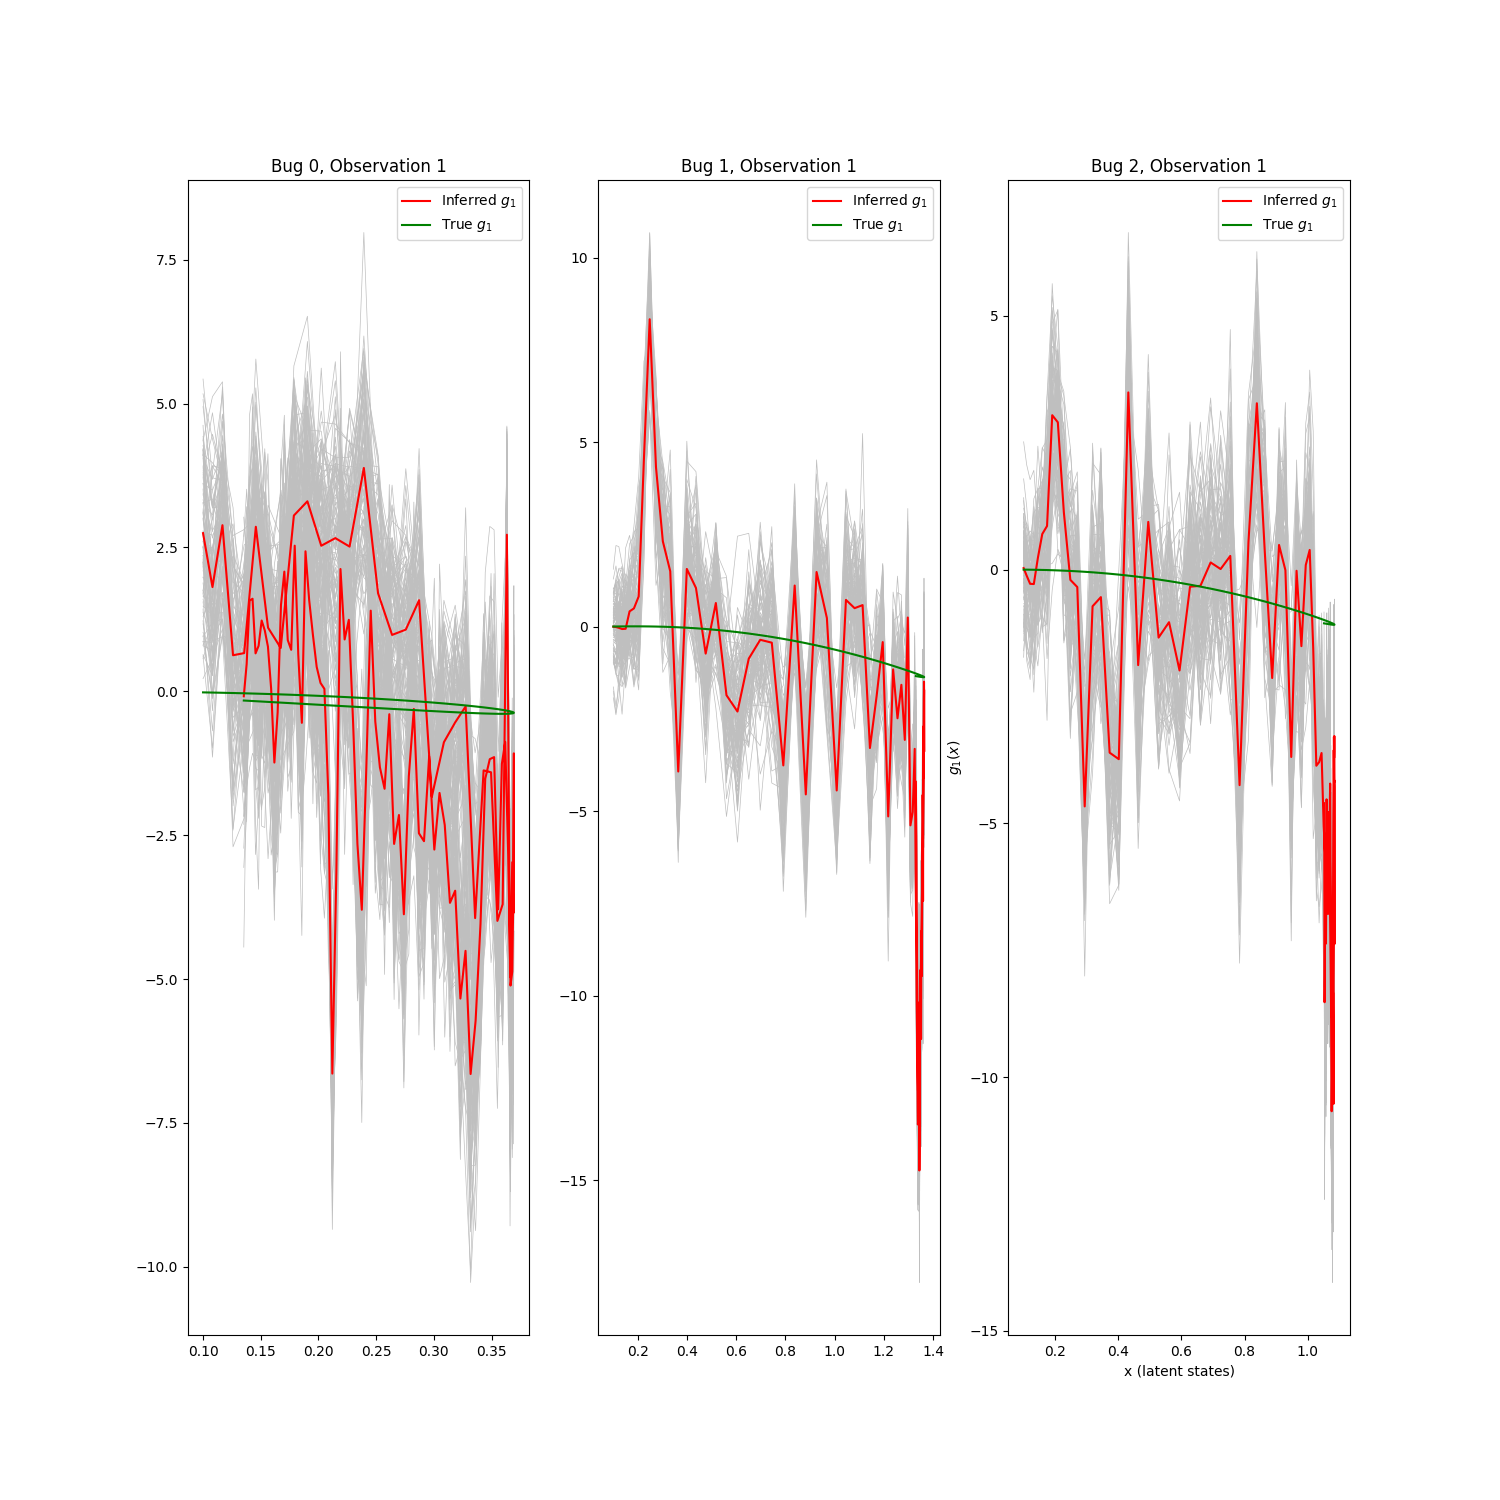 Bug 0, Observation 1
Inferred g₁
True g₁
7.5
5.0
2.5
0.0
−2.5
−5.0
−7.5
−10.0
0.10 0.15 0.20 0.25 0.30 0.35
Bug 1, Observation 1
Inferred g₁
True g₁
10
5
0
−5
−10
−15
0.2 0.4 0.6 0.8 1.0 1.2 1.4
Bug 2, Observation 1
Inferred g₁
True g₁
g₁(x)
5
0
−5
−10
−15
0.2 0.4 0.6 0.8 1.0
x (latent states)